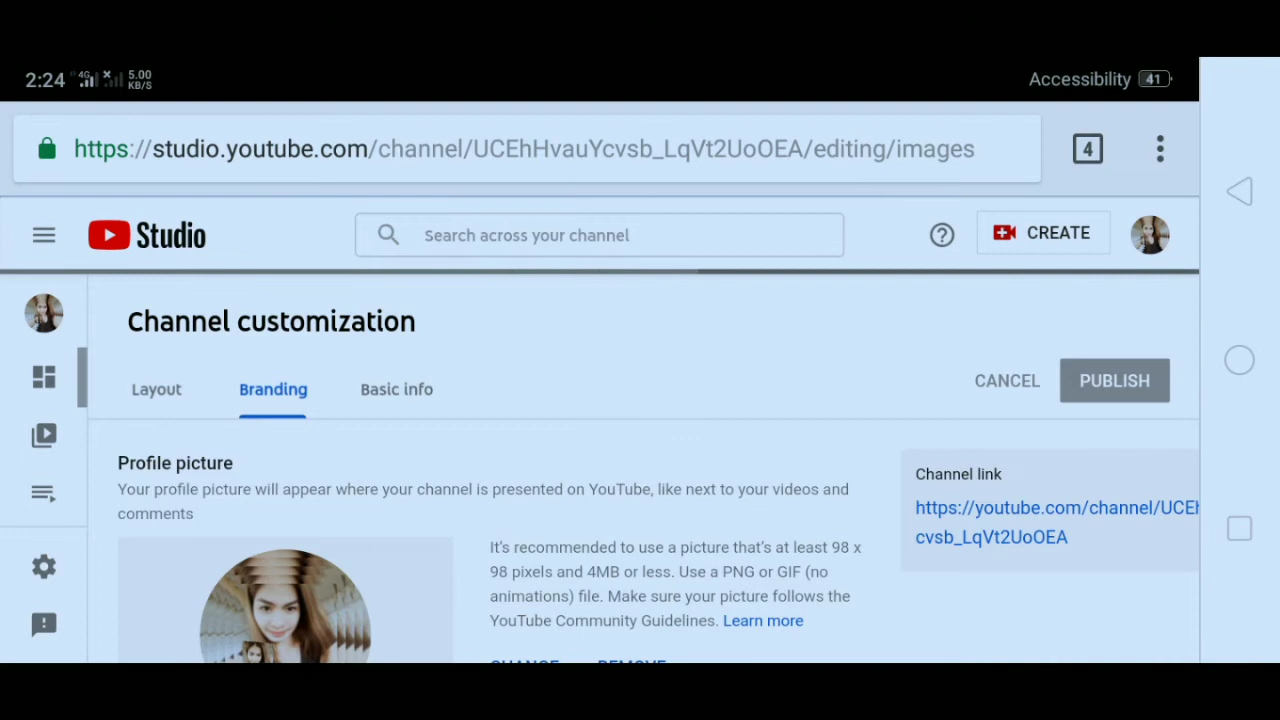 2:24 4G 5.00 KB/S Accessibility 41
https://studio.youtube.com/channel/UCEhHvauYcvsb_LqVt2UoOEA/editing/images 4
Studio Search across your channel CREATE
Channel customization
Layout Branding Basic info CANCEL PUBLISH
Profile picture
Your profile picture will appear where your channel is presented on YouTube, like next to your videos and
comments
Channel link
https://youtube.com/channel/UCEh
cvsb_LqVt2UoOEA
It's recommended to use a picture that's at least 98 x
98 pixels and 4MB or less. Use a PNG or GIF (no
animations) file. Make sure your picture follows the
YouTube Community Guidelines. Learn more
CHANGE REMOVE